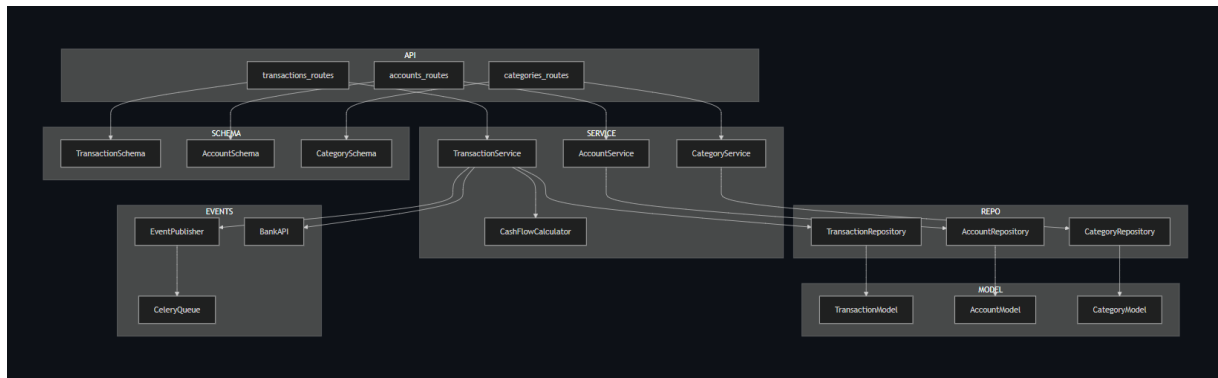 API
transactions_routes
accounts_routes
categories_routes
SCHEMA
TransactionSchema
AccountSchema
CategorySchema
SERVICE
TransactionService
AccountService
CategoryService
CashFlowCalculator
EVENTS
EventPublisher
BankAPI
CeleryQueue
REPO
TransactionRepository
AccountRepository
CategoryRepository
MODEL
TransactionModel
AccountModel
CategoryModel